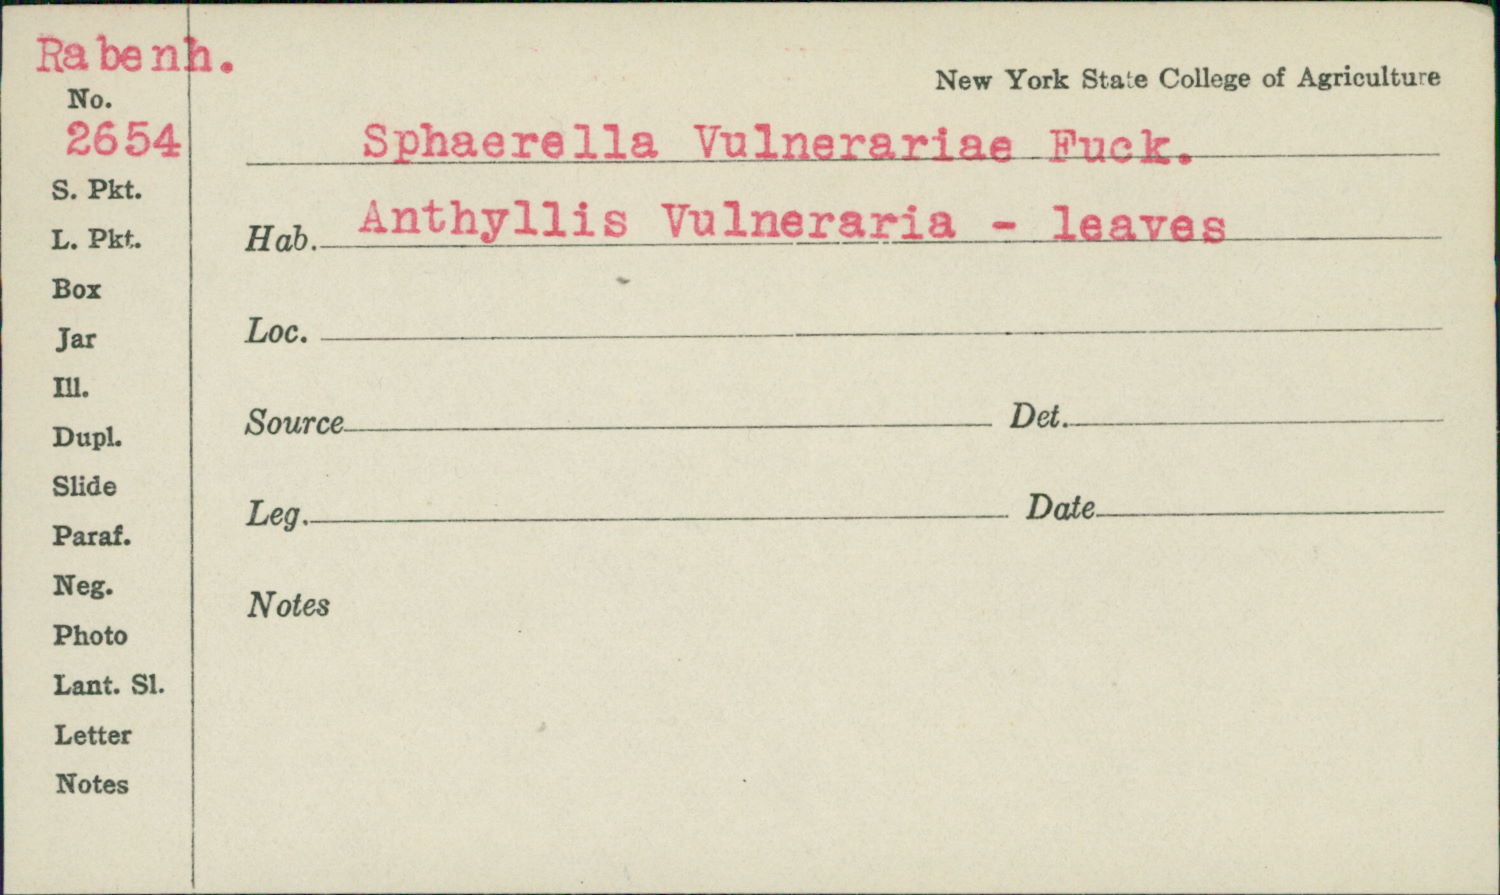 Rabenh.
No.
2654
S. Pkt.
L. Pkt.
Box
Jar
Ill.
Dupl.
Slide
Paraf.
Neg.
Photo
Lant. Sl.
Letter
Notes
New York State College of Agriculture
Sphaerella Vulnerariae Fuck.
Hab. Anthyllis Vulneraria - leaves
Loc.
Source Det.
Leg. Date
Notes